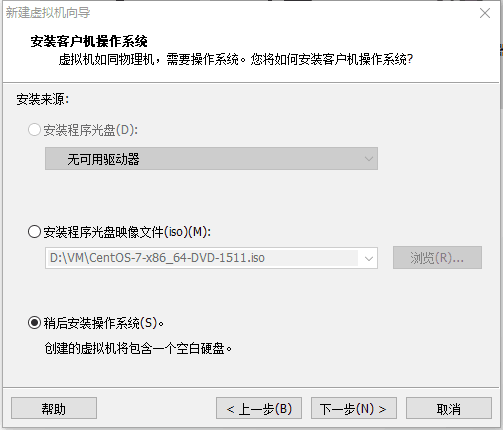 新建虚拟机向导
安装客户机操作系统
虚拟机如同物理机，需要操作系统。您将如何安装客户机操作系统?
安装来源:
安装程序光盘(D):
无可用驱动器
安装程序光盘映像文件(iso)(M):
D:\VM\CentOS-7-x86_64-DVD-1511.iso
浏览(R)...
稍后安装操作系统(S)。
创建的虚拟机将包含一个空白硬盘。
帮助
< 上一步(B)
下一步(N) >
取消